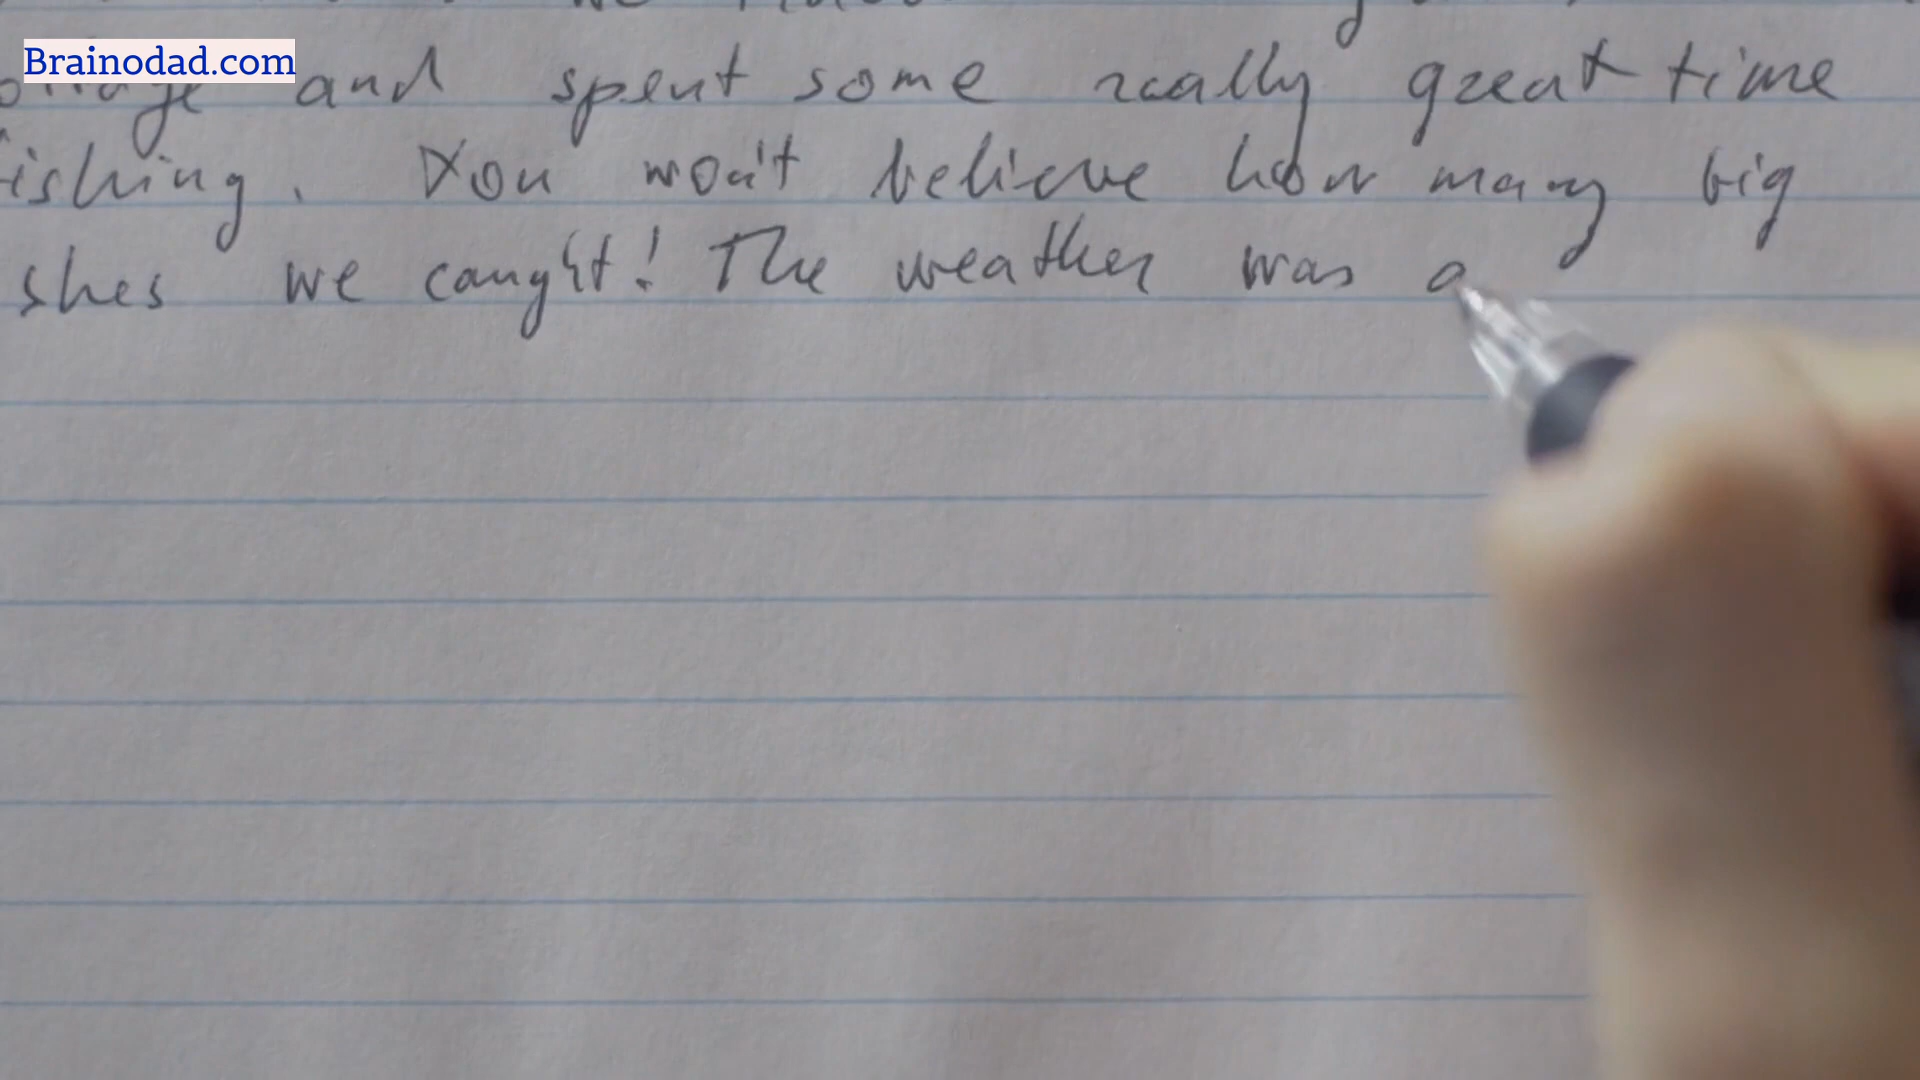 Brainodad.com
and spent some really great time
ishing. You won't believe how many big
shes we caught! The weather was a